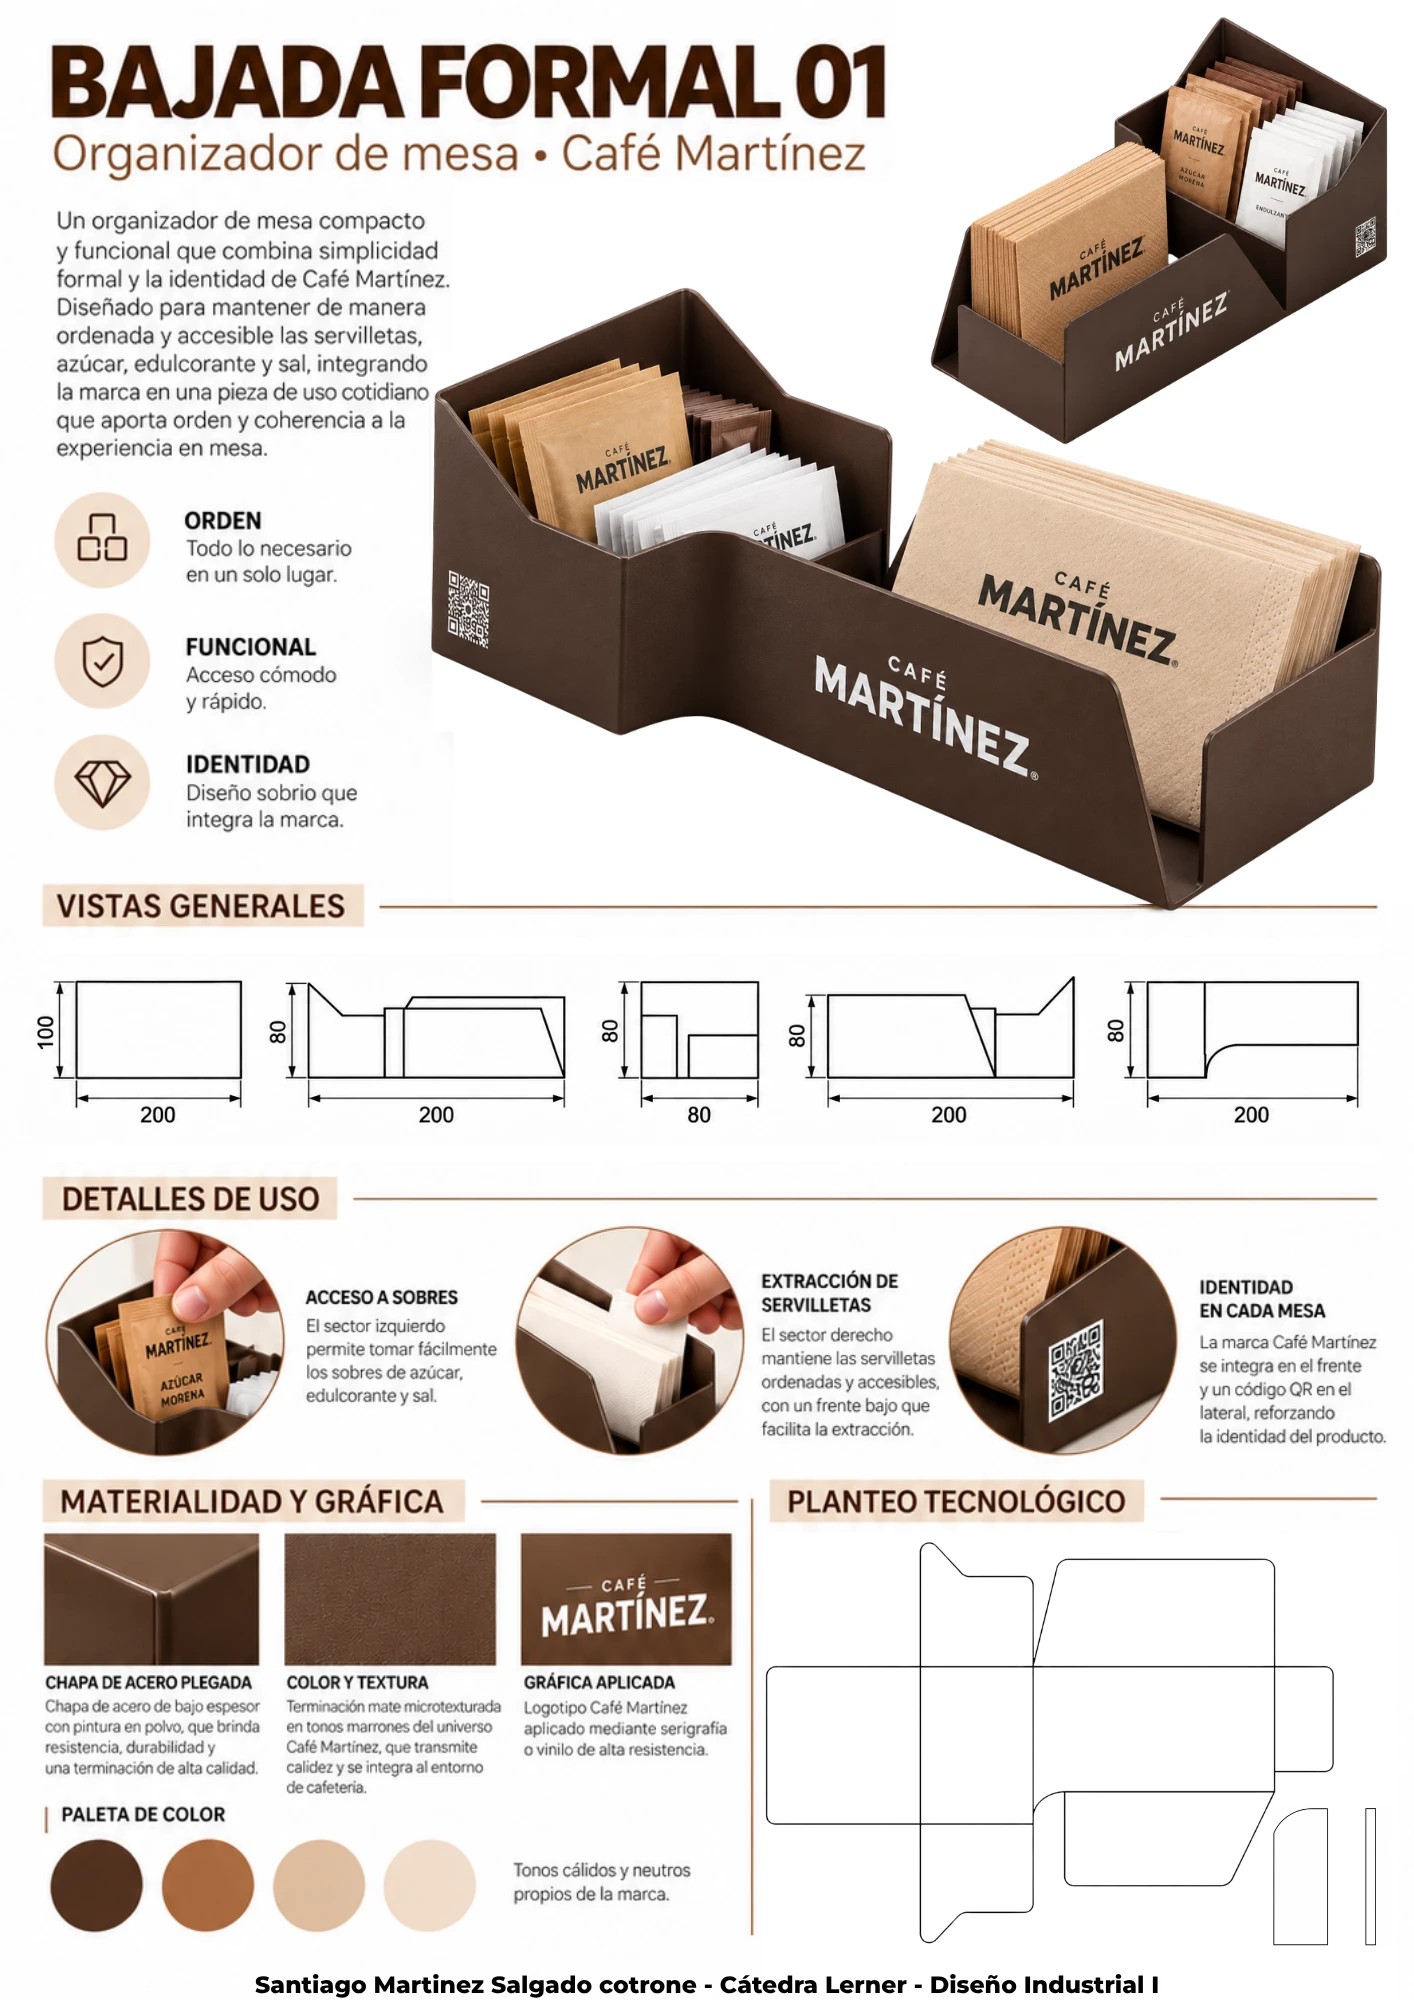 BAJADA FORMAL 01
Organizador de mesa • Café Martínez
Un organizador de mesa compacto
y funcional que combina simplicidad
formal y la identidad de Café Martínez.
Diseñado para mantener de manera
ordenada y accesible las servilletas,
azúcar, edulcorante y sal, integrando
la marca en una pieza de uso cotidiano
que aporta orden y coherencia a la
experiencia en mesa.
CAFÉ
MARTÍNEZ
AZÚCAR
MORENA
CAFÉ
MARTÍNEZ
CAFÉ
MARTÍNEZ
CAFÉ
MARTÍNEZ
CAFÉ
MARTÍNEZ
CAFÉ
CAFÉ
MARTÍNEZ®
CAFÉ
MARTÍNEZ®
ORDEN
Todo lo necesario
en un solo lugar.
FUNCIONAL
Acceso cómodo
y rápido.
IDENTIDAD
Diseño sobrio que
integra la marca.
VISTAS GENERALES
100
200
80
200
80
80
80
200
80
200
DETALLES DE USO
CAFÉ
MARTÍNEZ
AZÚCAR
MORENA
ACCESO A SOBRES
El sector izquierdo
permite tomar fácilmente
los sobres de azúcar,
edulcorante y sal.
EXTRACCIÓN DE
SERVILLETAS
El sector derecho
mantiene las servilletas
ordenadas y accesibles,
con un frente bajo que
facilita la extracción.
IDENTIDAD
EN CADA MESA
La marca Café Martínez
se integra en el frente
y un código QR en el
lateral, reforzando
la identidad del producto.
MATERIALIDAD Y GRÁFICA
CHAPA DE ACERO PLEGADA
Chapa de acero de bajo espesor
con pintura en polvo, que brinda
resistencia, durabilidad y
una terminación de alta calidad.
COLOR Y TEXTURA
Terminación mate microtexturada
en tonos marrones del universo
Café Martínez, que transmite
calidez y se integra al entorno
de cafetería.
CAFÉ
MARTÍNEZ
GRÁFICA APLICADA
Logotipo Café Martínez
aplicado mediante serigrafía
o vinilo de alta resistencia.
PALETA DE COLOR
Tonos cálidos y neutros
propios de la marca.
PLANTEO TECNOLÓGICO
Santiago Martinez Salgado cotrone - Cátedra Lerner - Diseño Industrial I